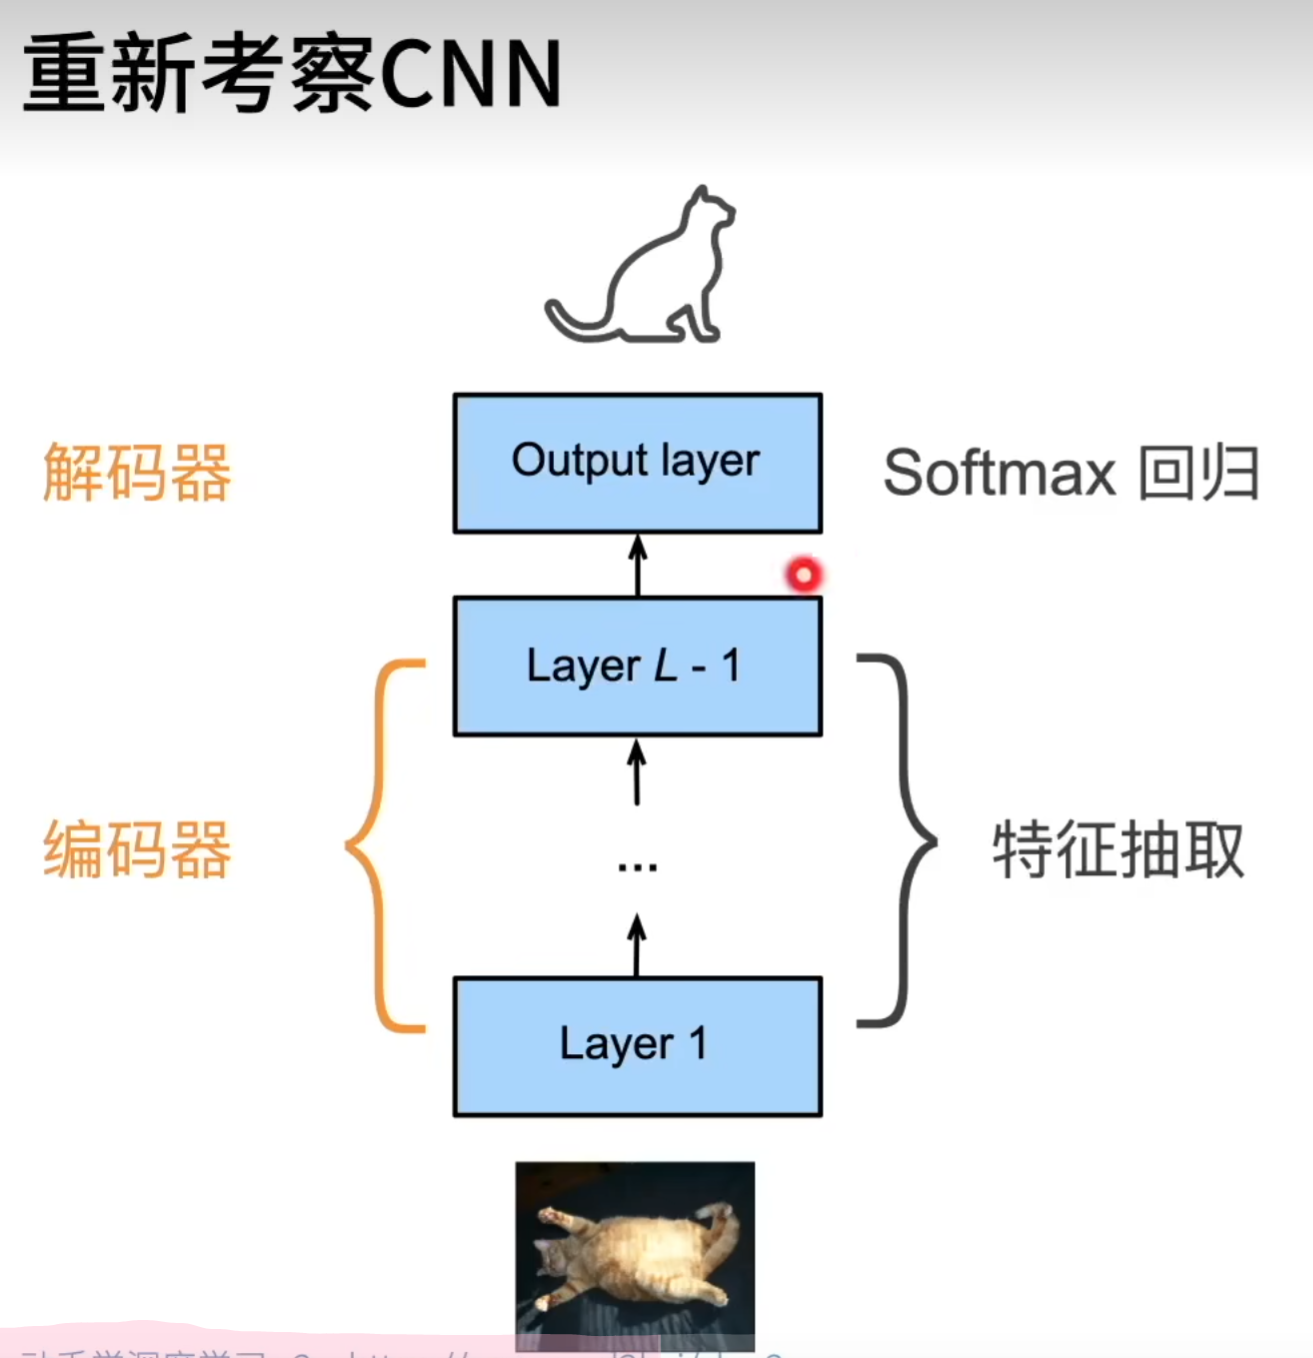 重新考察CNN
解码器
Output layer
Softmax 回归
Layer L - 1
编码器
...
特征抽取
Layer 1